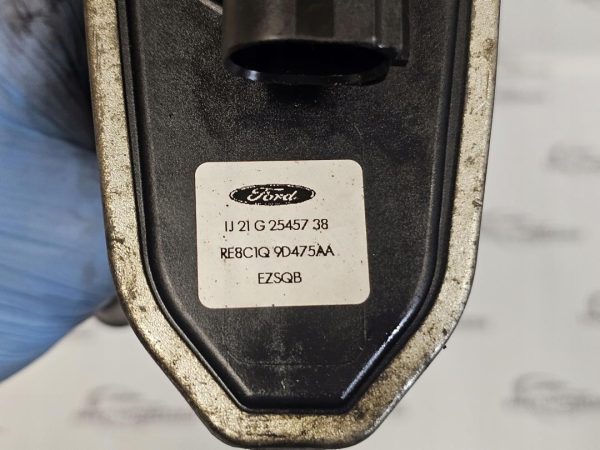 Ford
IJ 21 G 25457 38
RE8C1Q 9D475AA
EZSQB